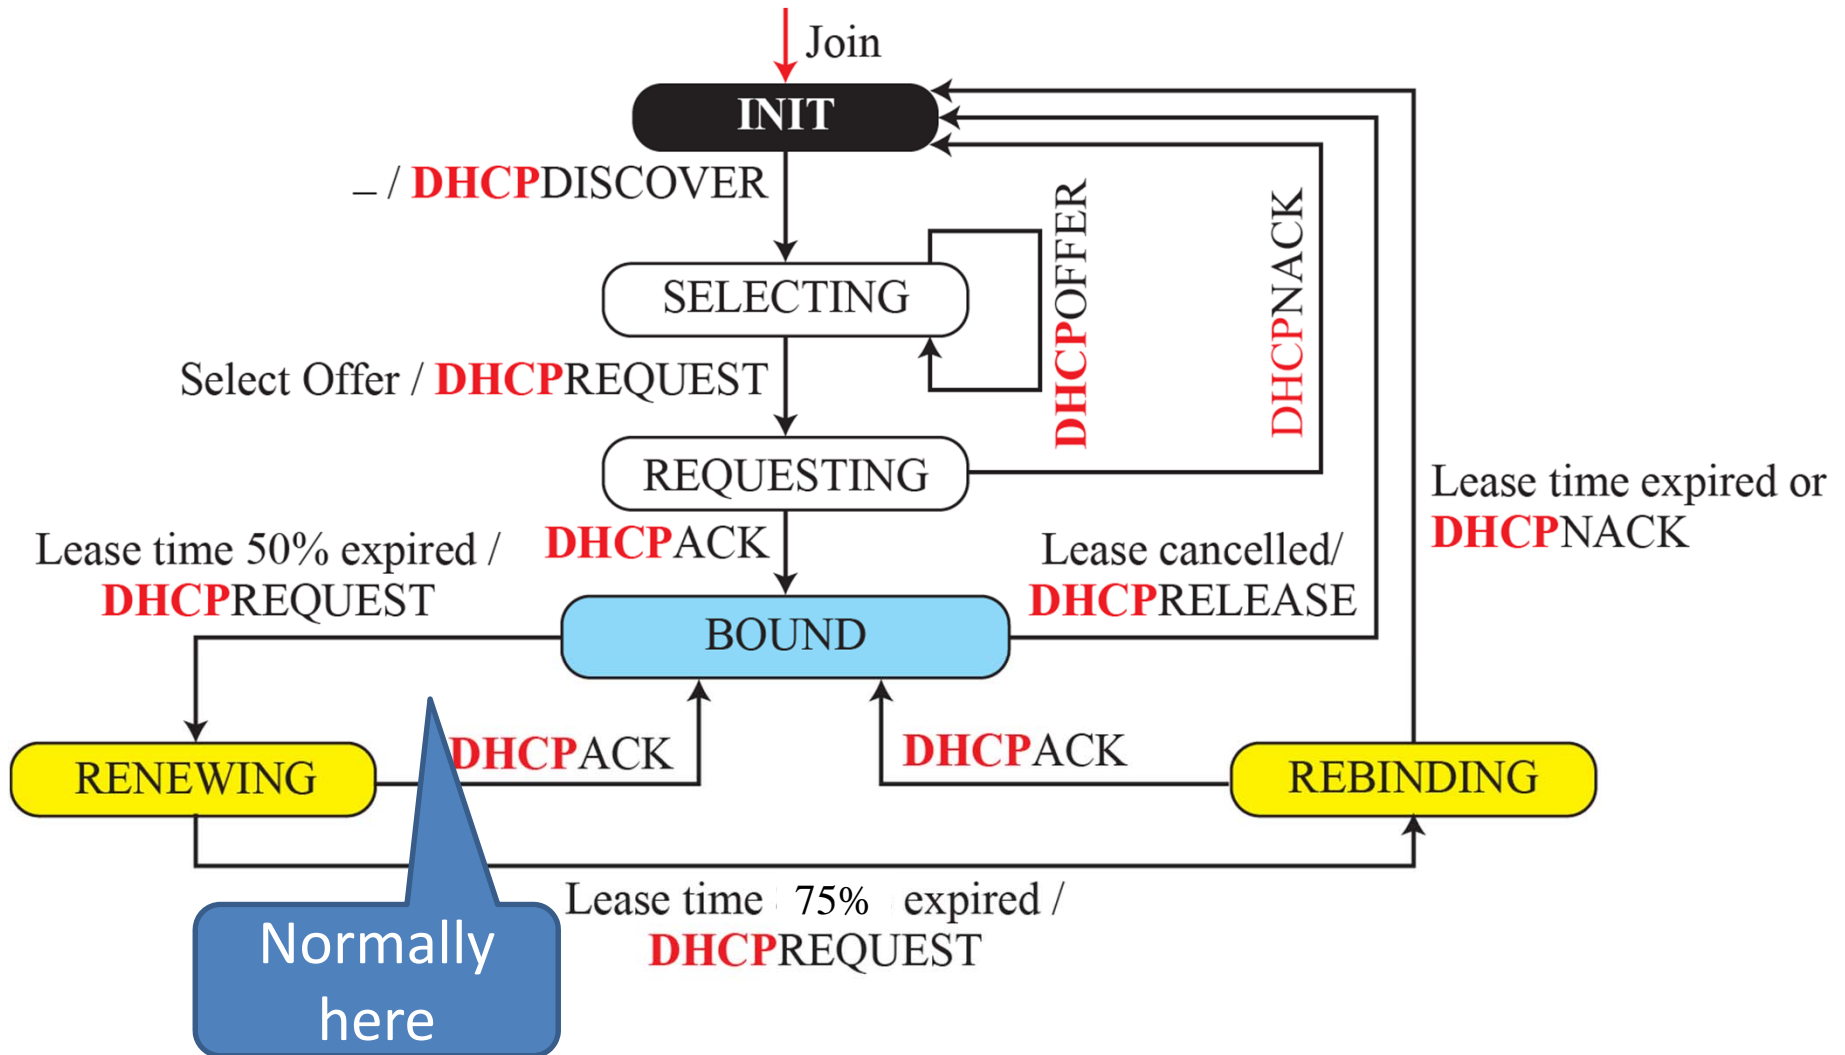 Join
INIT
– / DHCPDISCOVER
SELECTING
DHCPOFFER
DHCPNACK
Select Offer / DHCPREQUEST
REQUESTING
Lease time expired or
DHCPNACK
Lease time 50% expired /
DHCPREQUEST
DHCPACK
Lease cancelled/
DHCPRELEASE
BOUND
RENEWING
DHCPACK
DHCPACK
REBINDING
Lease time 75% expired /
DHCPREQUEST
Normally
here